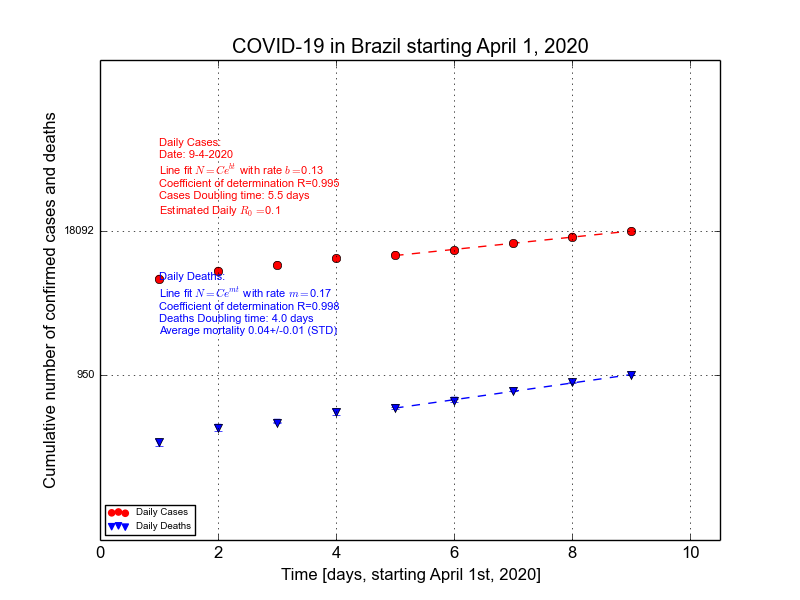 COVID-19 in Brazil starting April 1, 2020
Cumulative number of confirmed cases and deaths
Daily Cases:
Date: 9-4-2020
Line fit N=Ce^{bt} with rate b=0.13
Coefficient of determination R=0.995
Cases Doubling time: 5.5 days
Estimated Daily R_0=0.1
18092
Daily Deaths:
Line fit N=Ce^{mt} with rate m=0.17
Coefficient of determination R=0.998
Deaths Doubling time: 4.0 days
Average mortality 0.04+/-0.01 (STD)
950
Daily Cases
Daily Deaths
0 2 4 6 8 10
Time [days, starting April 1st, 2020]